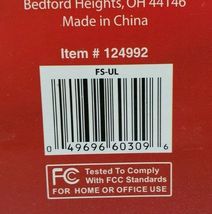 Bedford Heights, OH 44146
Made in China
Item # 124992
FS-UL
0 49696 60309 6
FC Tested To Comply
With FCC Standards
FOR HOME OR OFFICE USE